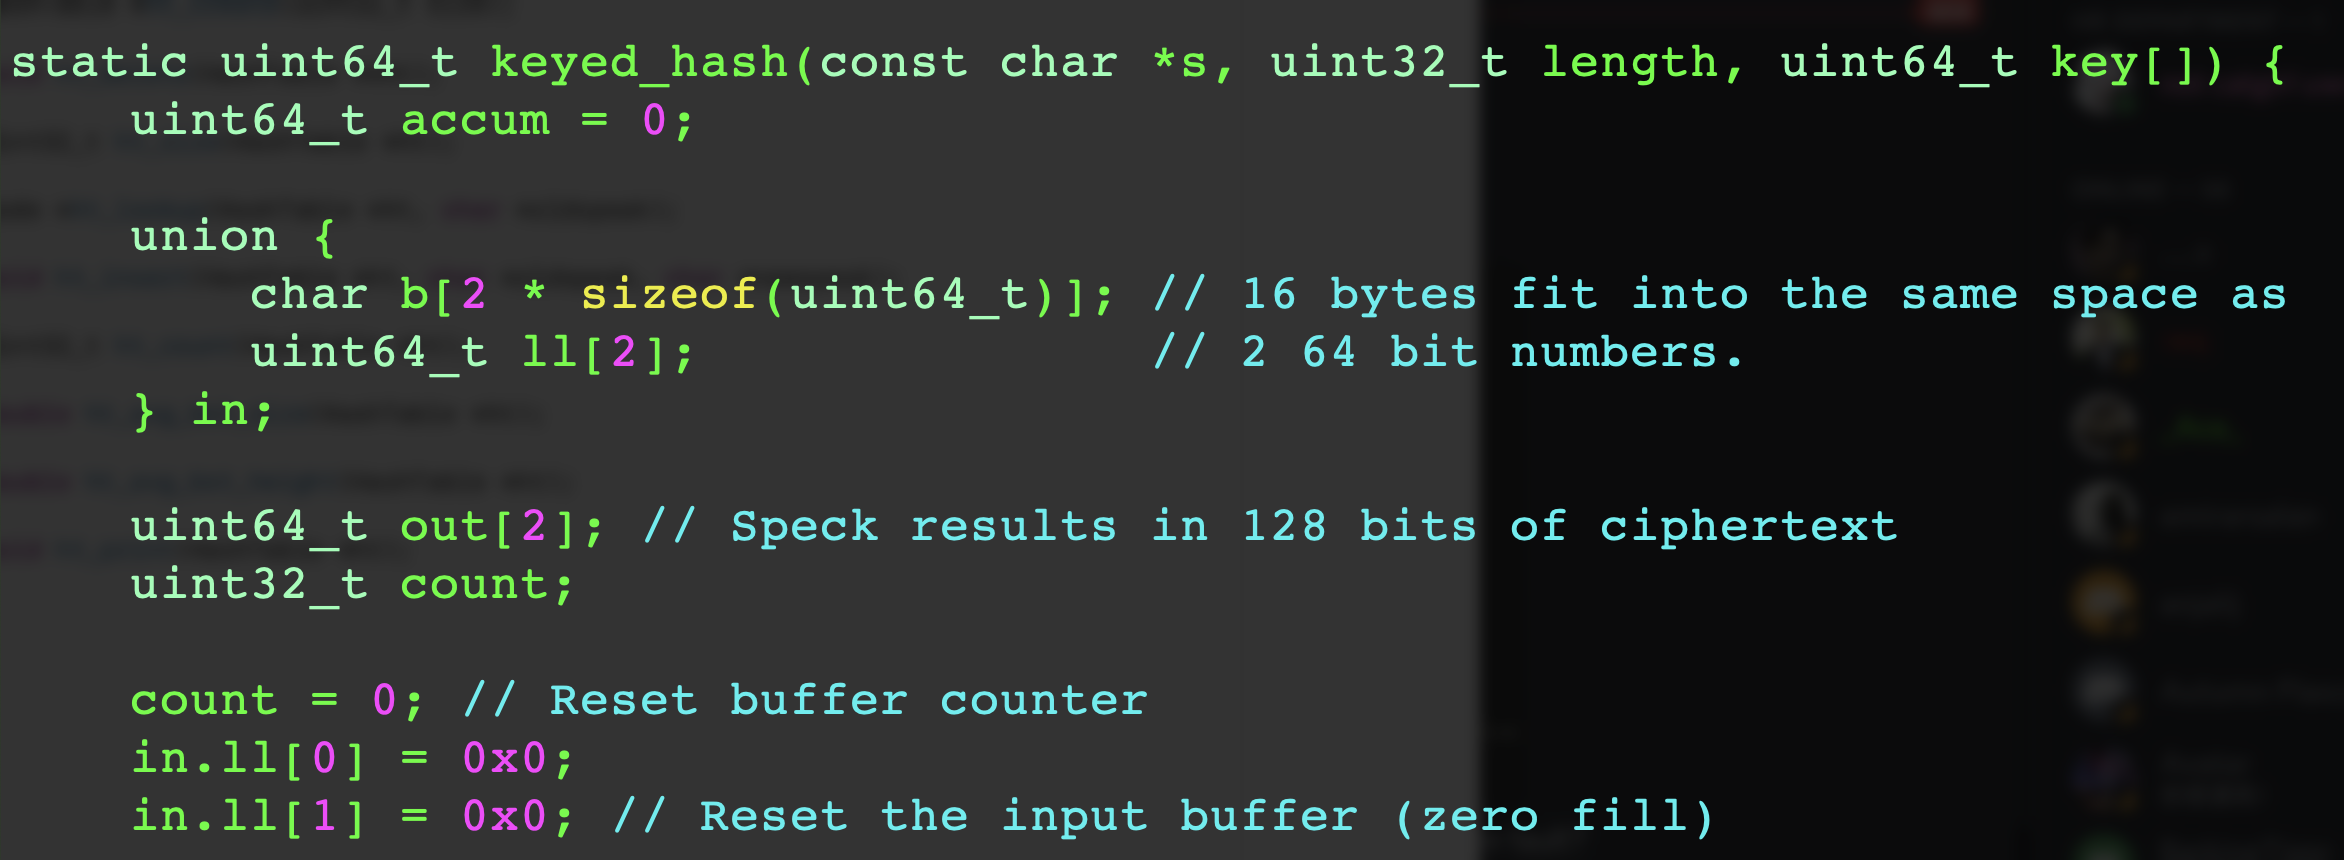 static uint64_t keyed_hash(const char *s, uint32_t length, uint64_t key[]) {
    uint64_t accum = 0;

    union {
        char b[2 * sizeof(uint64_t)]; // 16 bytes fit into the same space as
        uint64_t ll[2];               // 2 64 bit numbers.
    } in;

    uint64_t out[2]; // Speck results in 128 bits of ciphertext
    uint32_t count;

    count = 0; // Reset buffer counter
    in.ll[0] = 0x0;
    in.ll[1] = 0x0; // Reset the input buffer (zero fill)